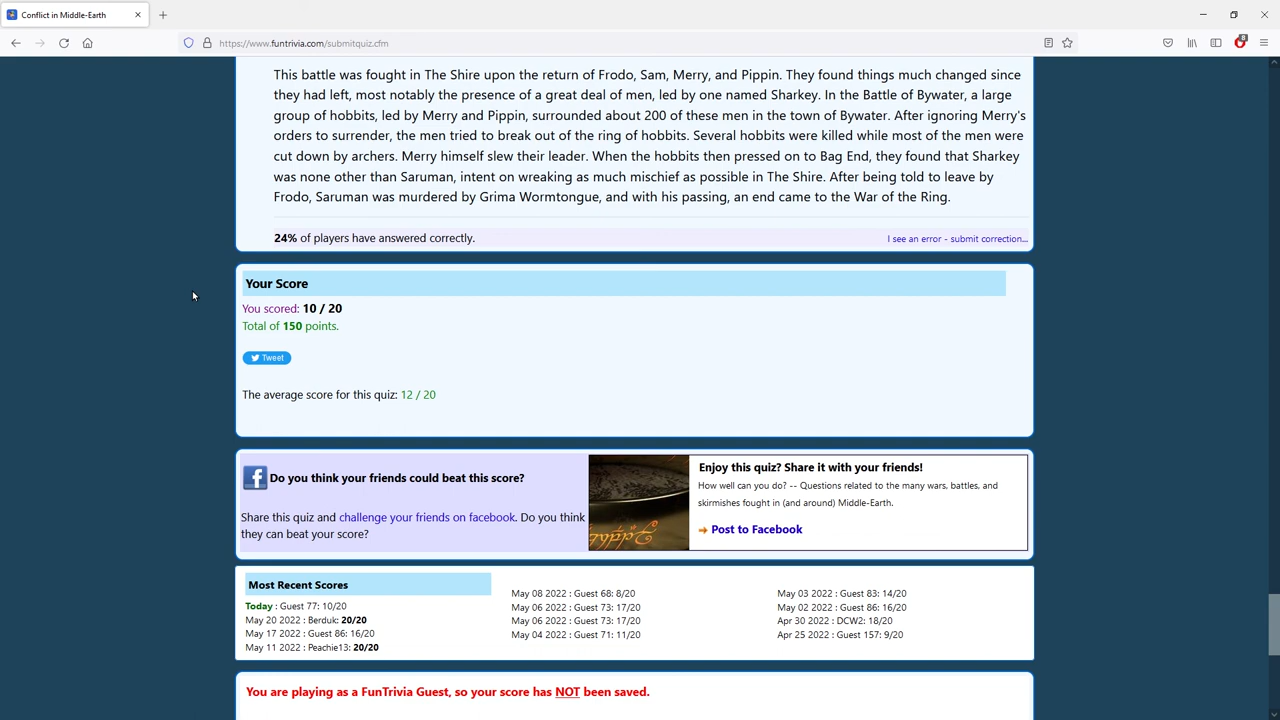 Conflict in Middle-Earth
https://www.funtrivia.com/submitquiz.cfm
This battle was fought in The Shire upon the return of Frodo, Sam, Merry, and Pippin. They found things much changed since
they had left, most notably the presence of a great deal of men, led by one named Sharkey. In the Battle of Bywater, a large
group of hobbits, led by Merry and Pippin, surrounded about 200 of these men in the town of Bywater. After ignoring Merry's
orders to surrender, the men tried to break out of the ring of hobbits. Several hobbits were killed while most of the men were
cut down by archers. Merry himself slew their leader. When the hobbits then pressed on to Bag End, they found that Sharkey
was none other than Saruman, intent on wreaking as much mischief as possible in The Shire. After being told to leave by
Frodo, Saruman was murdered by Grima Wormtongue, and with his passing, an end came to the War of the Ring.
24% of players have answered correctly.
I see an error - submit correction...
Your Score
You scored: 10 / 20
Total of 150 points.
Tweet
The average score for this quiz: 12 / 20
Do you think your friends could beat this score?
Share this quiz and challenge your friends on facebook. Do you think
they can beat your score?
Enjoy this quiz? Share it with your friends!
How well can you do? -- Questions related to the many wars, battles, and
skirmishes fought in (and around) Middle-Earth.
Post to Facebook
Most Recent Scores
Today : Guest 77: 10/20
May 20 2022 : Berduk: 20/20
May 17 2022 : Guest 86: 16/20
May 11 2022 : Peachie13: 20/20
May 08 2022 : Guest 68: 8/20
May 06 2022 : Guest 73: 17/20
May 06 2022 : Guest 73: 17/20
May 04 2022 : Guest 71: 11/20
May 03 2022 : Guest 83: 14/20
May 02 2022 : Guest 86: 16/20
Apr 30 2022 : DCW2: 18/20
Apr 25 2022 : Guest 157: 9/20
You are playing as a FunTrivia Guest, so your score has NOT been saved.